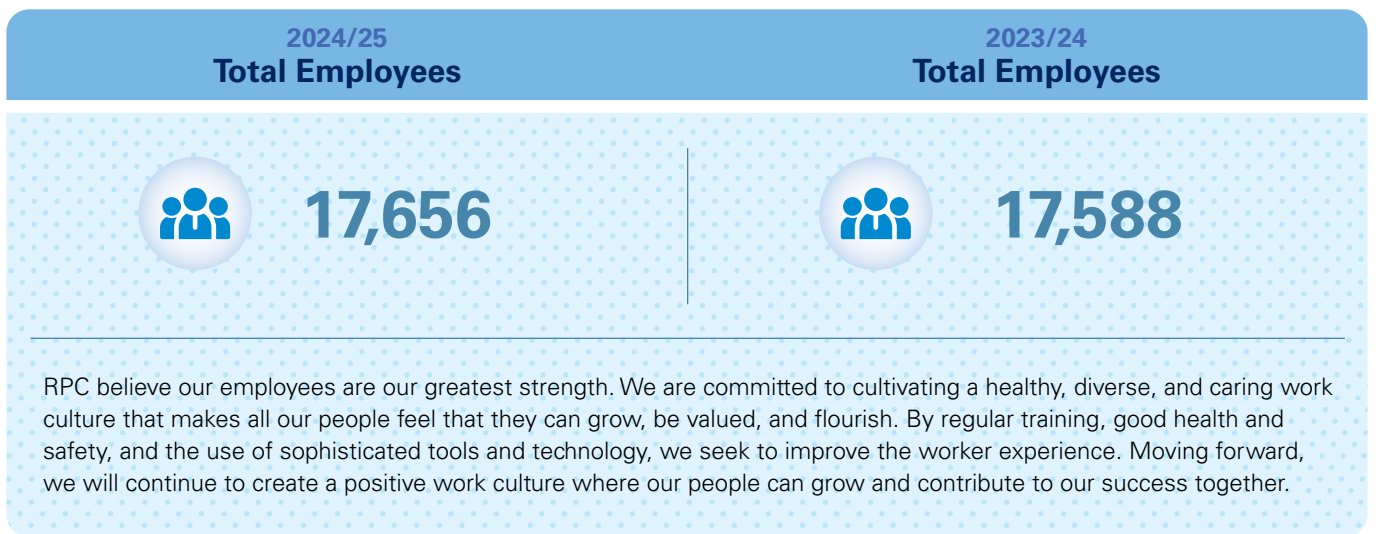 2024/25
Total Employees
2023/24
Total Employees
17,656
17,588
RPC believe our employees are our greatest strength. We are committed to cultivating a healthy, diverse, and caring work
culture that makes all our people feel that they can grow, be valued, and flourish. By regular training, good health and
safety, and the use of sophisticated tools and technology, we seek to improve the worker experience. Moving forward,
we will continue to create a positive work culture where our people can grow and contribute to our success together.